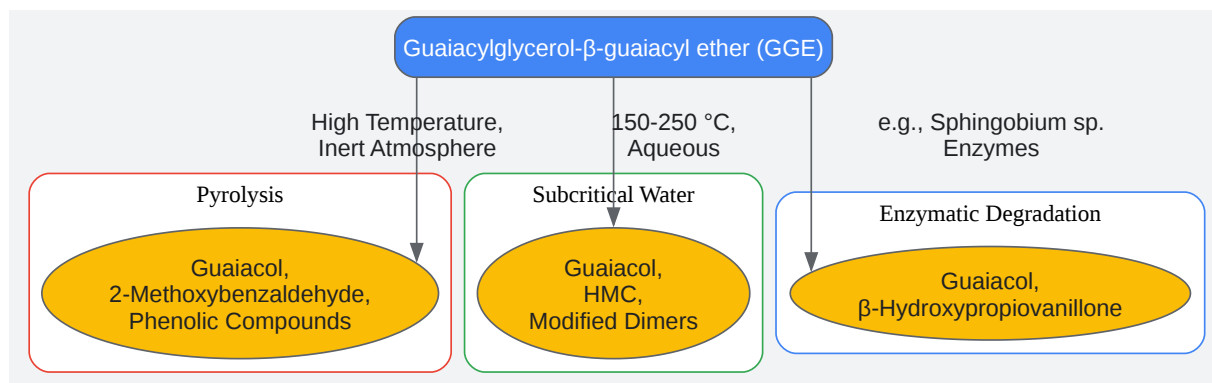 Guaiacylglycerol-β-guaiacyl ether (GGE)
High Temperature,
Inert Atmosphere
150-250 °C,
Aqueous
e.g., Sphingobium sp.
Enzymes
Pyrolysis
Guaiacol,
2-Methoxybenzaldehyde,
Phenolic Compounds
Subcritical Water
Guaiacol,
HMC,
Modified Dimers
Enzymatic Degradation
Guaiacol,
β-Hydroxypropiovanillone